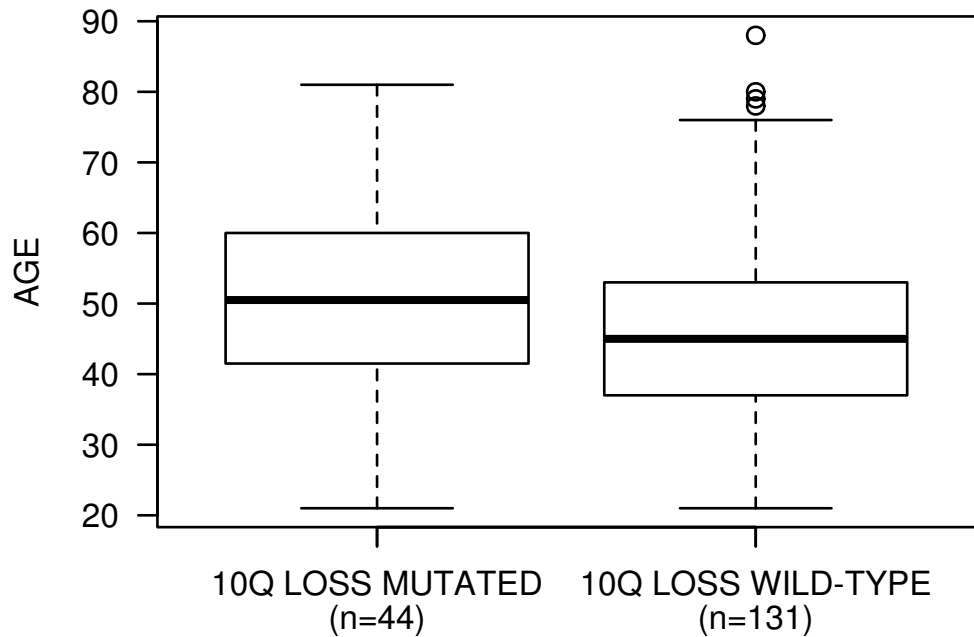 90
80
70
60
50
40
30
20
AGE
10Q LOSS MUTATED
(n=44)
10Q LOSS WILD-TYPE
(n=131)